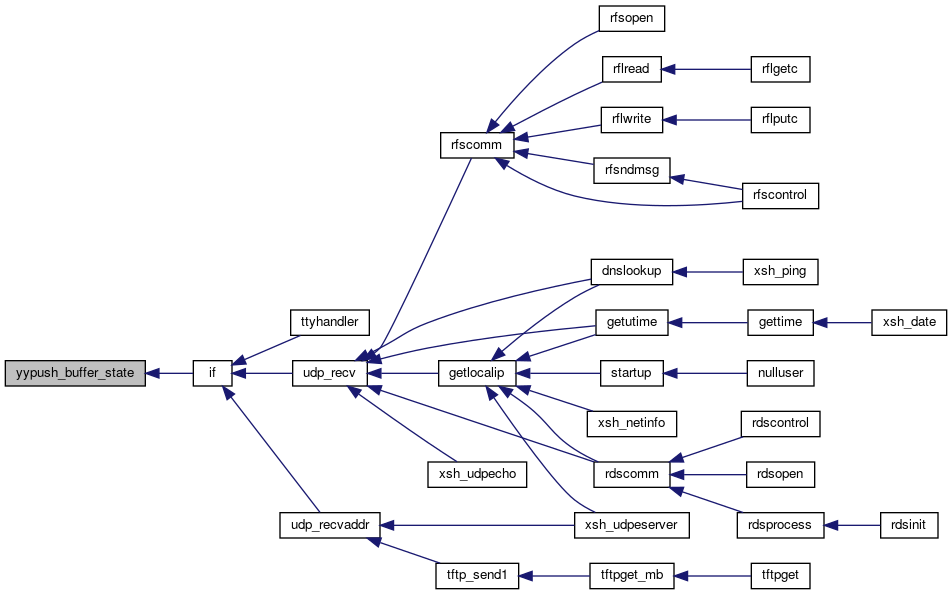 rfsopen
rflread
rflgetc
rflwrite
rflputc
rfscomm
rfsndmsg
rfscontrol
dnslookup
xsh_ping
ttyhandler
getutime
gettime
xsh_date
yypush_buffer_state
if
udp_recv
getlocalip
startup
nulluser
xsh_netinfo
rdscontrol
xsh_udpecho
rdscomm
rdsopen
udp_recvaddr
xsh_udpeserver
rdsprocess
rdsinit
tftp_send1
tftpget_mb
tftpget